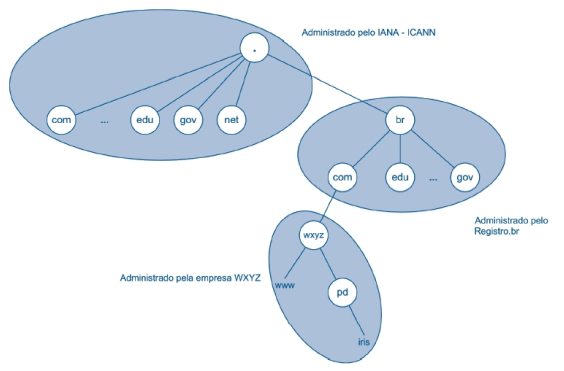 Administrado pelo IANA - ICANN
.
com
...
edu
gov
net
br
com
edu
...
gov
Administrado pelo
Registro.br
wxyz
Administrado pela empresa WXYZ
www
pd
iris